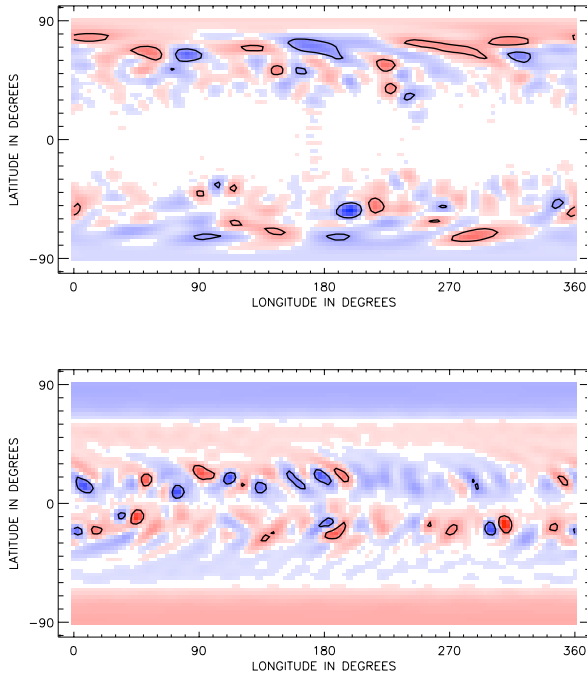 90
0
-90
LATITUDE IN DEGREES
0 90 180 270 360
LONGITUDE IN DEGREES
90
0
-90
LATITUDE IN DEGREES
0 90 180 270 360
LONGITUDE IN DEGREES